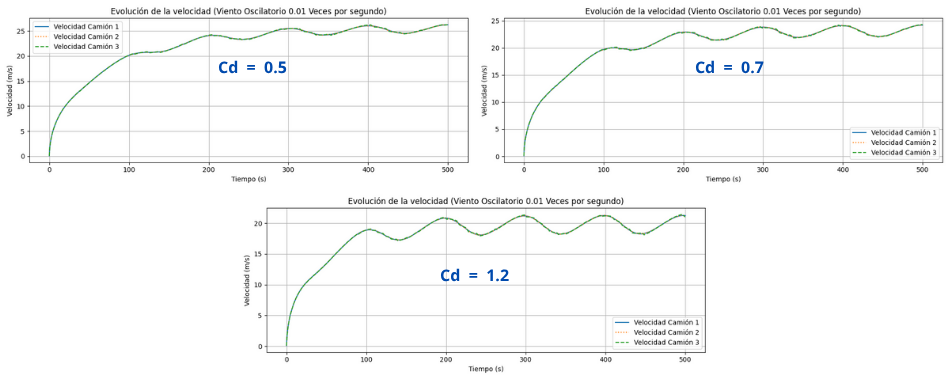 Evolución de la velocidad (Viento Oscilatorio 0.01 Veces por segundo)
25
20
15
10
5
0
Velocidad (m/s)
Velocidad Camión 1
Velocidad Camión 2
Velocidad Camión 3
Cd = 0.5
0
100
200
300
400
500
Tiempo (s)
Evolución de la velocidad (Viento Oscilatorio 0.01 Veces por segundo)
25
20
15
10
5
0
Velocidad (m/s)
Cd = 0.7
Velocidad Camión 1
Velocidad Camión 2
Velocidad Camión 3
0
100
200
300
400
500
Tiempo (s)
Evolución de la velocidad (Viento Oscilatorio 0.01 Veces por segundo)
20
15
10
5
0
Velocidad (m/s)
Cd = 1.2
Velocidad Camión 1
Velocidad Camión 2
Velocidad Camión 3
0
100
200
300
400
500
Tiempo (s)